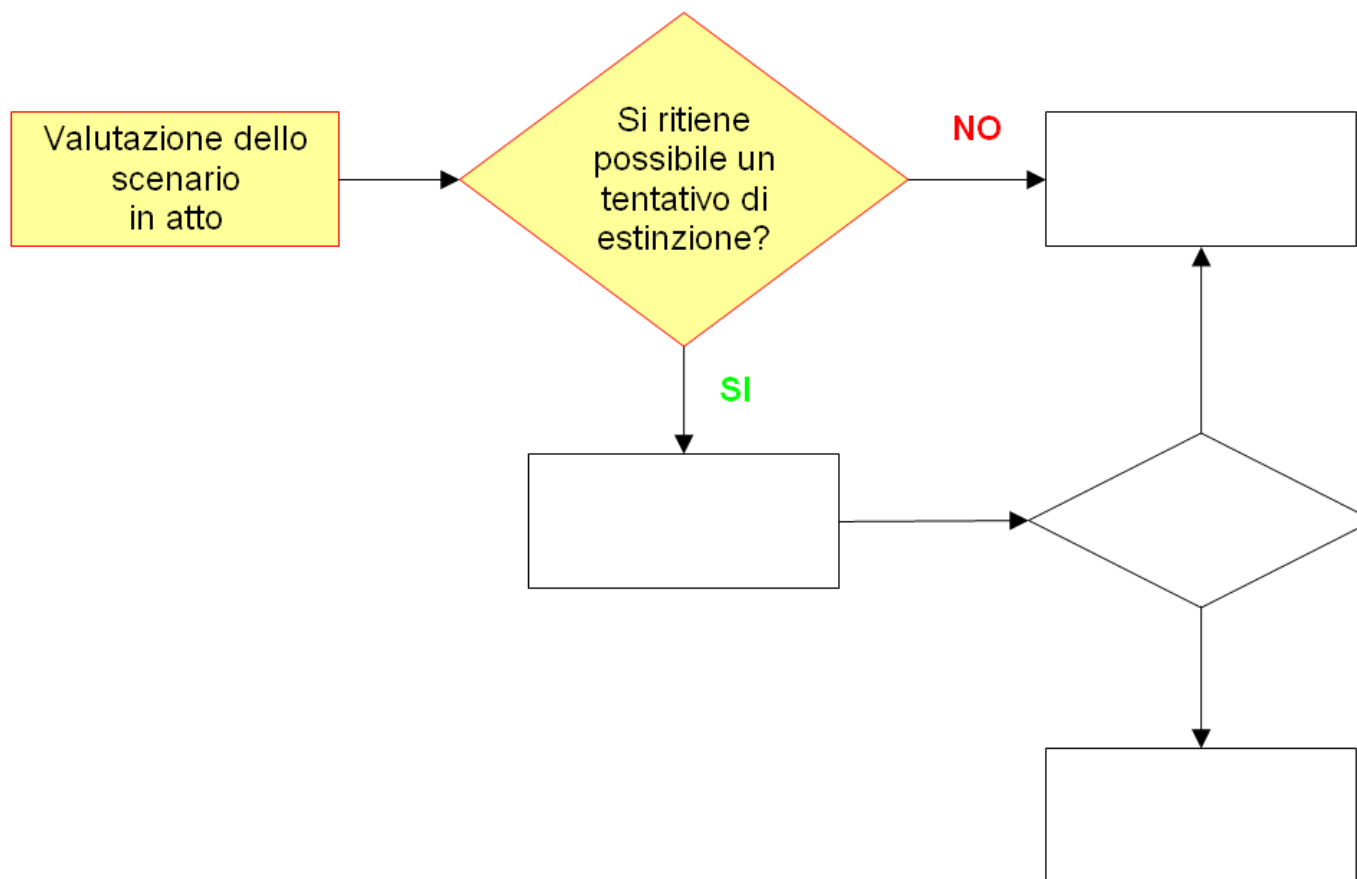 Valutazione dello
scenario
in atto
Si ritiene
possibile un
tentativo di
estinzione?
NO
SI